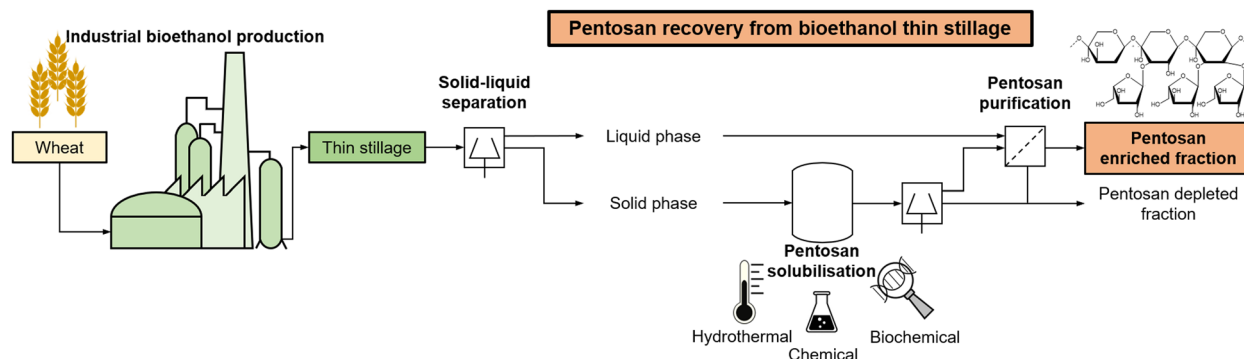 Pentosan recovery from bioethanol thin stillage
Industrial bioethanol production
Wheat
Thin stillage
Solid-liquid
separation
Liquid phase
Solid phase
Pentosan
solubilisation
Hydrothermal
Chemical
Biochemical
Pentosan
purification
Pentosan
enriched fraction
Pentosan depleted
fraction